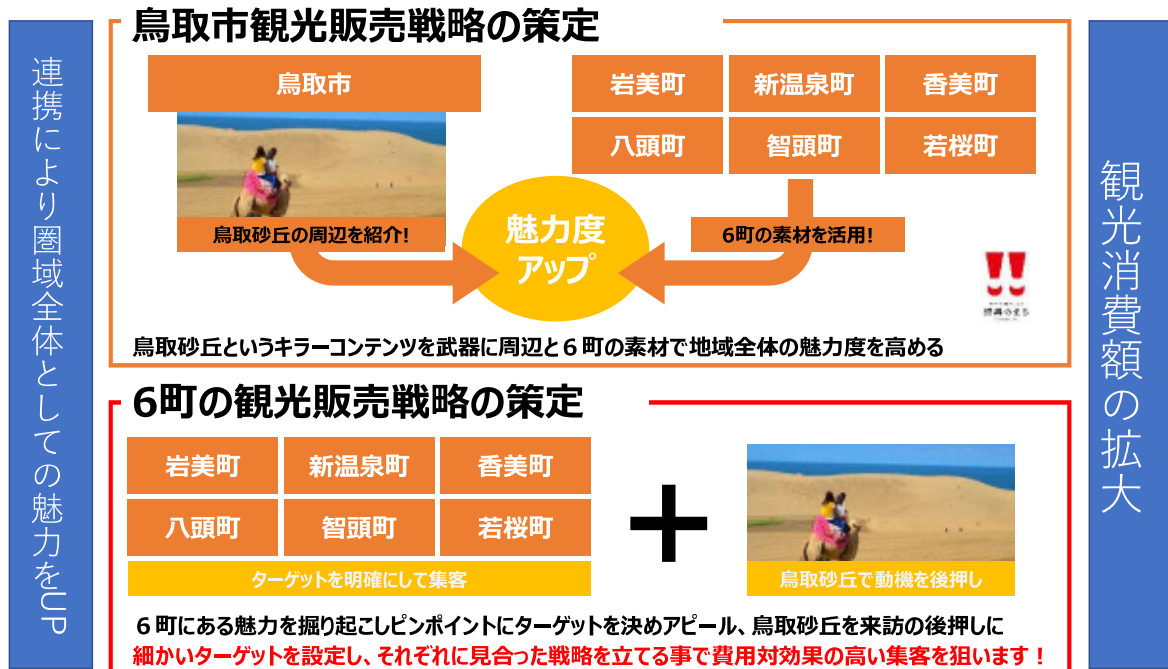 連携により圏域全体としての魅力をUP
鳥取市観光販売戦略の策定
鳥取市
岩美町
新温泉町
香美町
八頭町
智頭町
若桜町
鳥取砂丘の周辺を紹介!
魅力度
アップ
6町の素材を活用!
鳥取砂丘というキラーコンテンツを武器に周辺と6町の素材で地域全体の魅力度を高める
6町の観光販売戦略の策定
岩美町
新温泉町
香美町
八頭町
智頭町
若桜町
+
ターゲットを明確にして集客
鳥取砂丘で動機を後押し
6町にある魅力を掘り起こしピンポイントにターゲットを決めアピール、鳥取砂丘を来訪の後押しに
細かいターゲットを設定し、それぞれに見合った戦略を立てる事で費用対効果の高い集客を狙います!
観光消費額の拡大